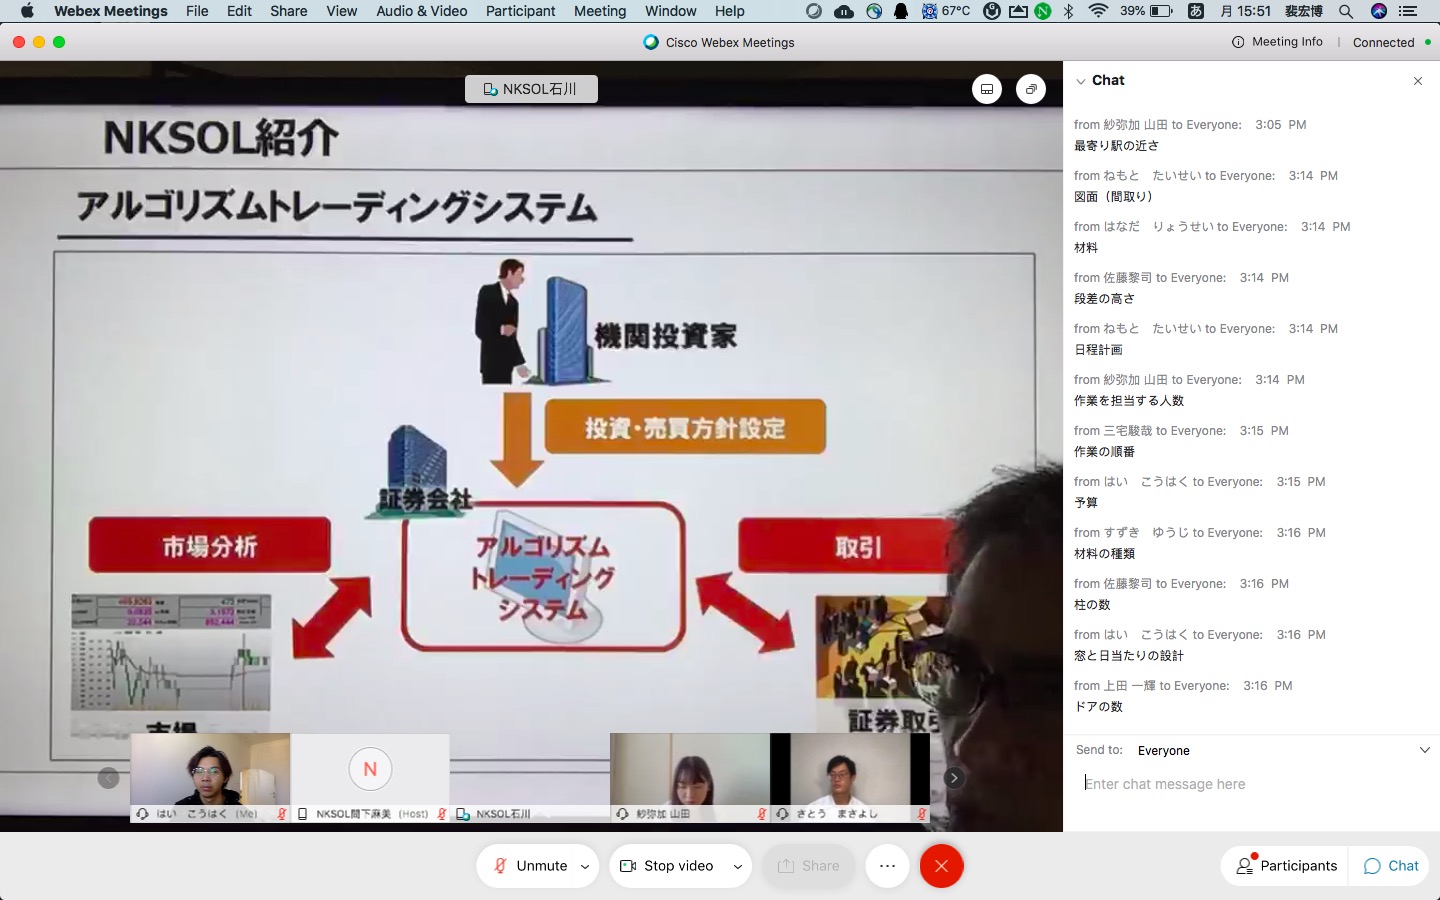 Webex Meetings File Edit Share View Audio & Video Participant Meeting Window Help 67°C 39% あ 月 15:51 裴宏博
Cisco Webex Meetings
Meeting Info Connected
NKSOL石川
NKSOL紹介
アルゴリズムトレーディングシステム
機関投資家
投資・売買方針設定
証券会社
市場分析
アルゴリズム
トレーディング
システム
取引
市場
証券取引
はい こうはく (Me)
N
NKSOL間下麻美 (Host)
NKSOL石川
紗弥加 山田
さとう まさよし
Chat
from 紗弥加 山田 to Everyone: 3:05 PM
最寄り駅の近さ
from ねもと たいせい to Everyone: 3:14 PM
図面（間取り）
from はなだ りょうせい to Everyone: 3:14 PM
材料
from 佐藤黎司 to Everyone: 3:14 PM
段差の高さ
from ねもと たいせい to Everyone: 3:14 PM
日程計画
from 紗弥加 山田 to Everyone: 3:14 PM
作業を担当する人数
from 三宅駿哉 to Everyone: 3:15 PM
作業の順番
from はい こうはく to Everyone: 3:15 PM
予算
from すずき ゆうじ to Everyone: 3:16 PM
材料の種類
from 佐藤黎司 to Everyone: 3:16 PM
柱の数
from はい こうはく to Everyone: 3:16 PM
窓と日当たりの設計
from 上田 一輝 to Everyone: 3:16 PM
ドアの数
Send to: Everyone
Enter chat message here
Unmute Stop video Share Participants Chat